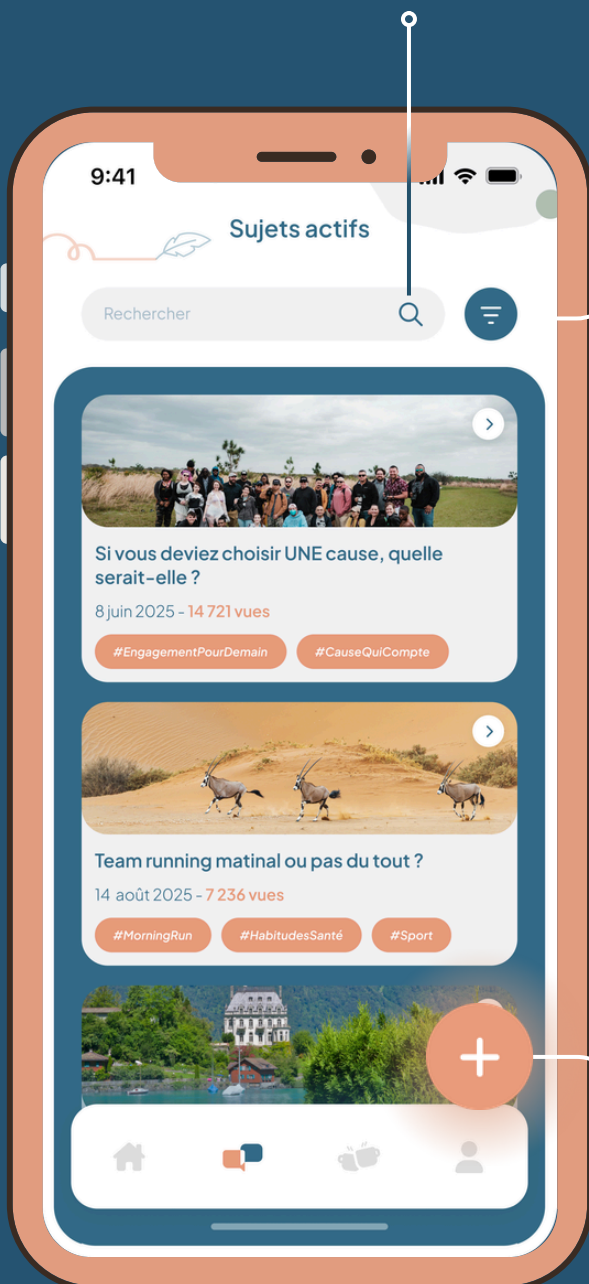 9:41
Sujets actifs
Rechercher
Si vous deviez choisir UNE cause, quelle
serait-elle ?
8 juin 2025 - 14 721 vues
#EngagementPourDemain #CauseQuiCompte
Team running matinal ou pas du tout ?
14 août 2025 - 7 236 vues
#MorningRun #HabitudesSanté #Sport